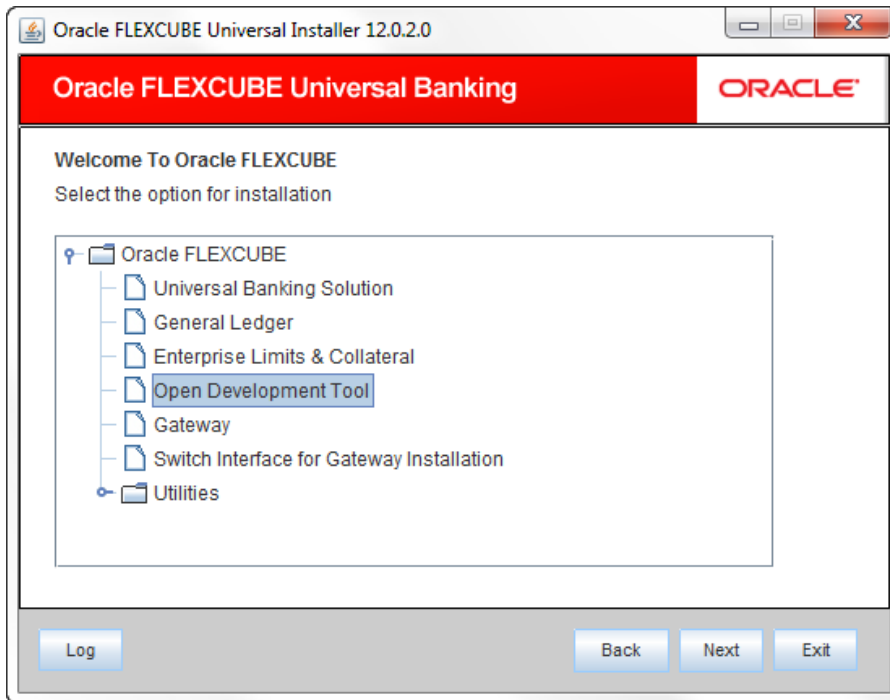 Oracle FLEXCUBE Universal Installer 12.0.2.0
Oracle FLEXCUBE Universal Banking
ORACLE
Welcome To Oracle FLEXCUBE
Select the option for installation
Oracle FLEXCUBE
Universal Banking Solution
General Ledger
Enterprise Limits & Collateral
Open Development Tool
Gateway
Switch Interface for Gateway Installation
Utilities
Log
Back
Next
Exit